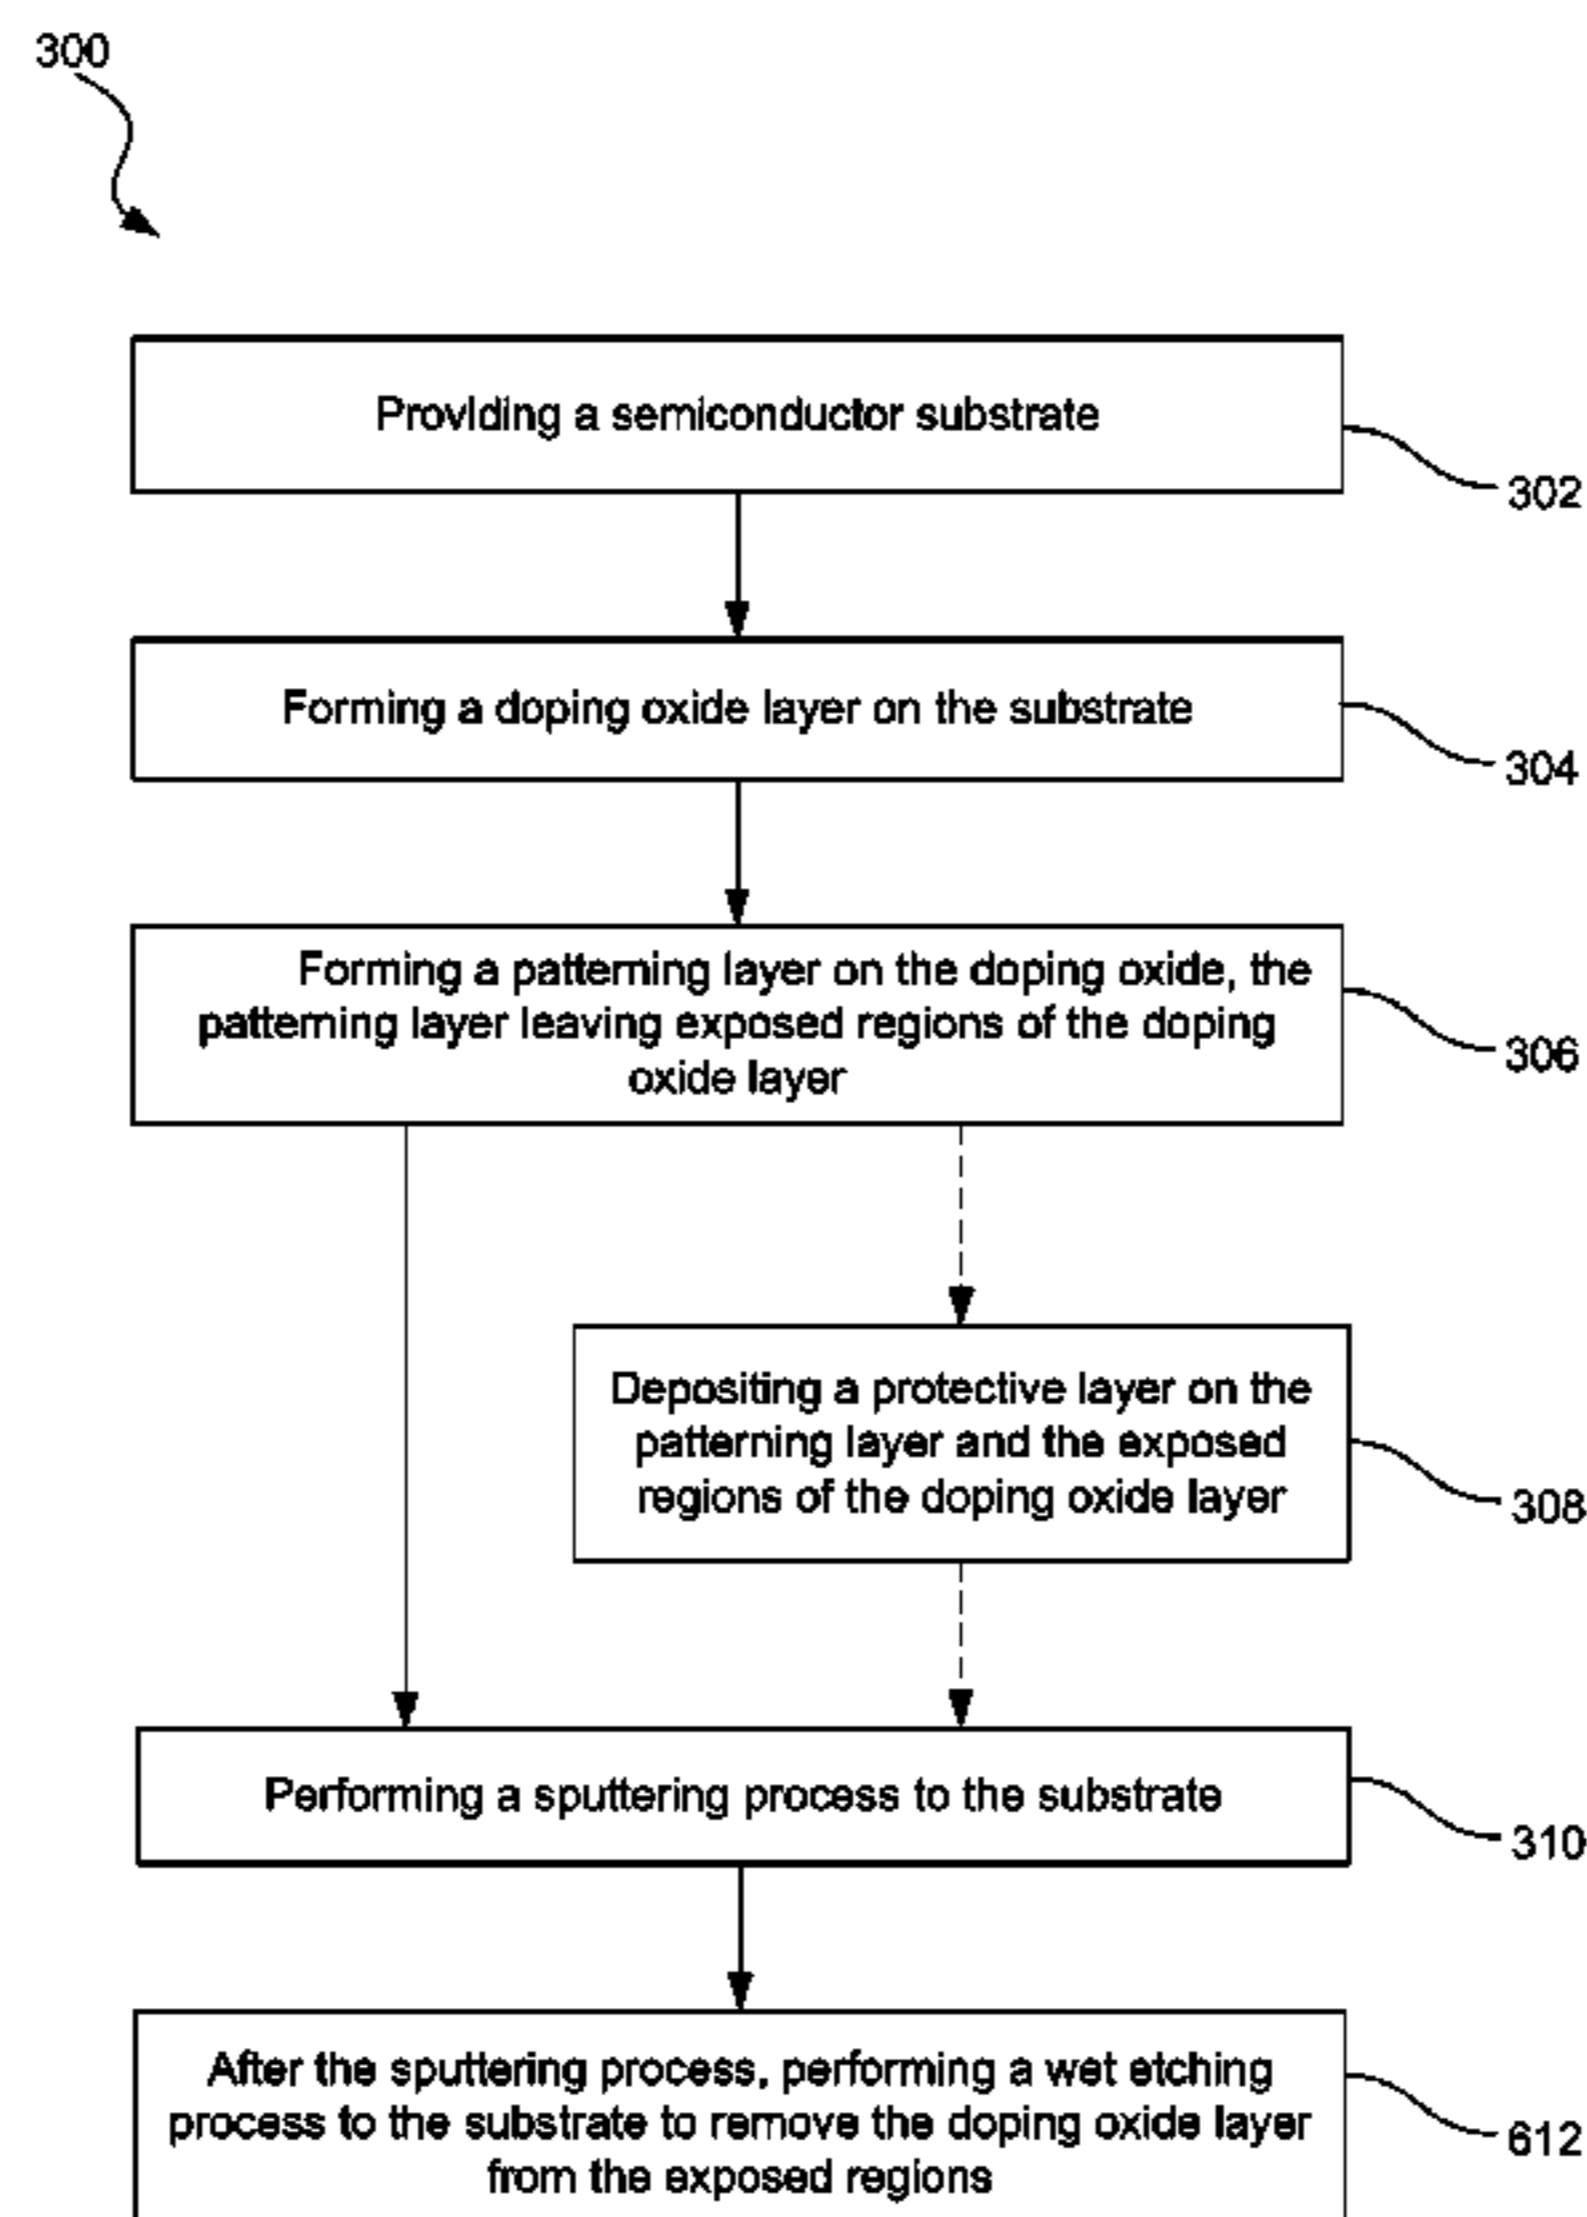 300
Providing a semiconductor substrate
302
Forming a doping oxide layer on the substrate
304
Forming a patterning layer on the doping oxide, the
patterning layer leaving exposed regions of the doping
oxide layer
306
Depositing a protective layer on the
patterning layer and the exposed
regions of the doping oxide layer
308
Performing a sputtering process to the substrate
310
After the sputtering process, performing a wet etching
process to the substrate to remove the doping oxide layer
from the exposed regions
612